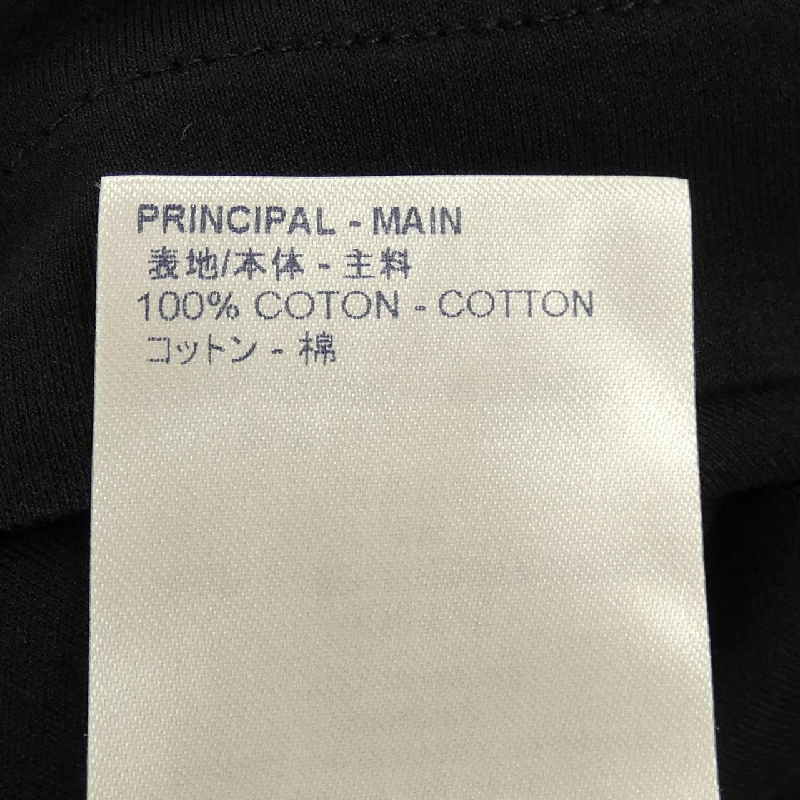 PRINCIPAL - MAIN
表地/本体 - 主料
100% COTON - COTTON
コットン - 棉